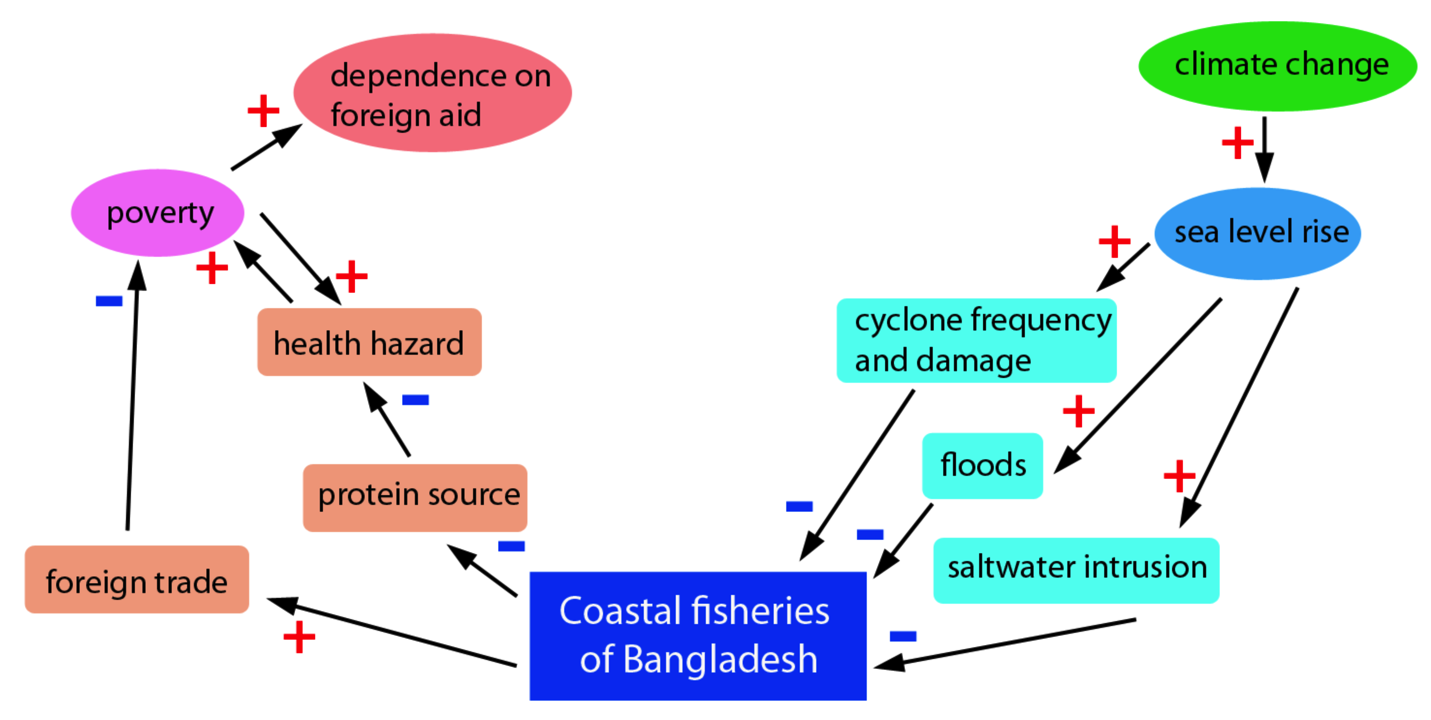 dependence on
foreign aid
climate change
+
+
poverty
sea level rise
+
+
+
-
health hazard
cyclone frequency
and damage
-
+
protein source
floods
+
-
-
-
foreign trade
saltwater intrusion
Coastal fisheries
of Bangladesh
+
-